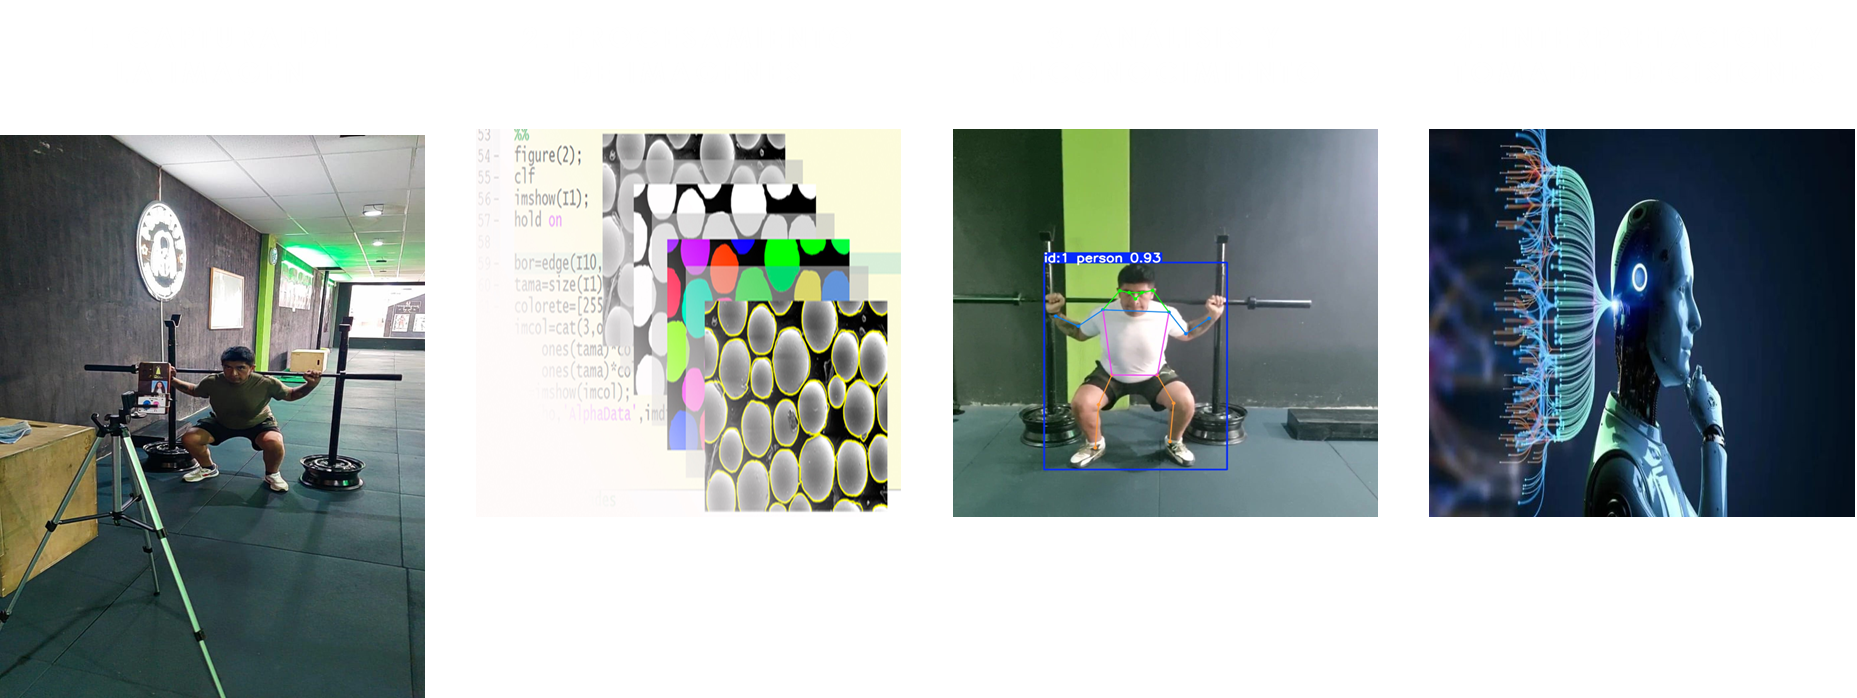 53 %%
54- figure(2);
55- clf
56- imshow(I1);
57- hold on
58
59- bor=edge(I10,
60- tama=size(I1)
colorete=[255
imcol=cat(3,o
ones(tama)*co
ones(tama)*co
imshow(imcol);
'AlphaData',imd
id:1 person 0.93